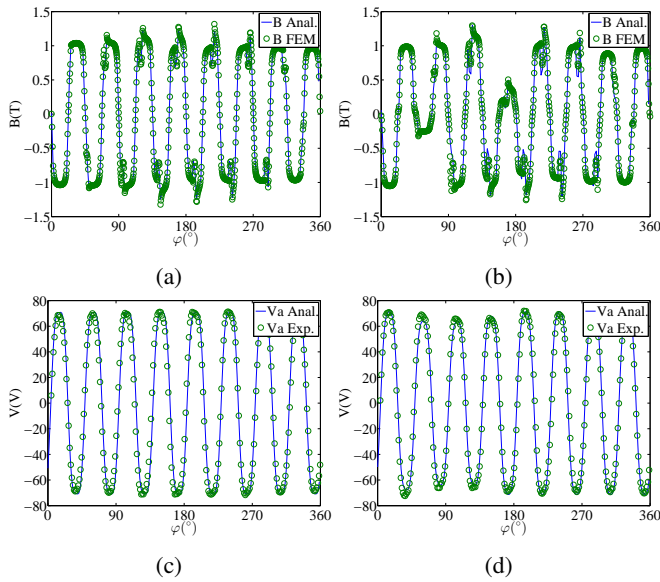 1.5
1
0.5
0
−0.5
−1
−1.5
B(T)
0 90 180 270 360
φ(°)
B Anal.
B FEM
(a)
1.5
1
0.5
0
−0.5
−1
−1.5
B(T)
0 90 180 270 360
φ(°)
B Anal.
B FEM
(b)
80
60
40
20
0
−20
−40
−60
−80
V(V)
0 90 180 270 360
φ(°)
Va Anal.
Va Exp.
(c)
80
60
40
20
0
−20
−40
−60
−80
V(V)
0 90 180 270 360
φ(°)
Va Anal.
Va Exp.
(d)